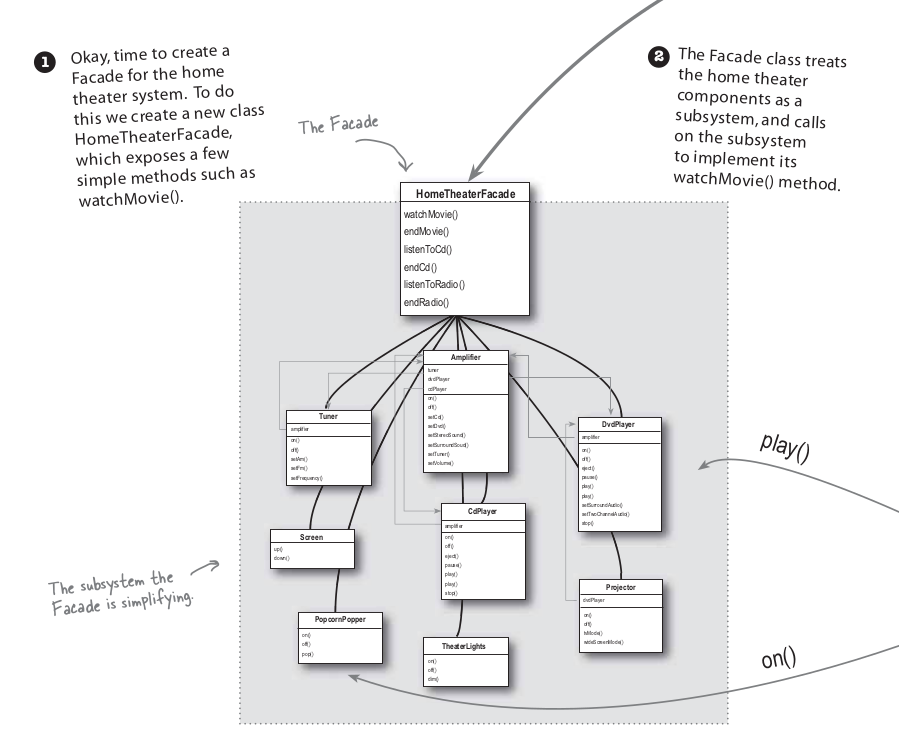 1 Okay, time to create a
Facade for the home
theater system. To do
this we create a new class
HomeTheaterFacade,
which exposes a few
simple methods such as
watchMovie().
The Facade
2 The Facade class treats
the home theater
components as a
subsystem, and calls
on the subsystem
to implement its
watchMovie() method.
HomeTheaterFacade
watchMovie()
endMovie()
listenToCd()
endCd()
listenToRadio()
endRadio()
Amplifier
tuner
dvdPlayer
cdPlayer
on()
off()
setCd()
setDvd()
setStereoSound()
setSurroundSound()
setTuner()
setVolume()
Tuner
amplifier
on()
off()
setAm()
setFm()
setFrequency()
DvdPlayer
amplifier
on()
off()
eject()
pause()
play()
play()
setSurroundAudio()
setTwoChannelAudio()
stop()
play()
Screen
up()
down()
CdPlayer
amplifier
on()
off()
eject()
pause()
play()
play()
stop()
The subsystem the
Facade is simplifying.
Projector
dvdPlayer
on()
off()
tvMode()
wideScreenMode()
PopcornPopper
on()
off()
pop()
TheaterLights
on()
off()
dim()
on()